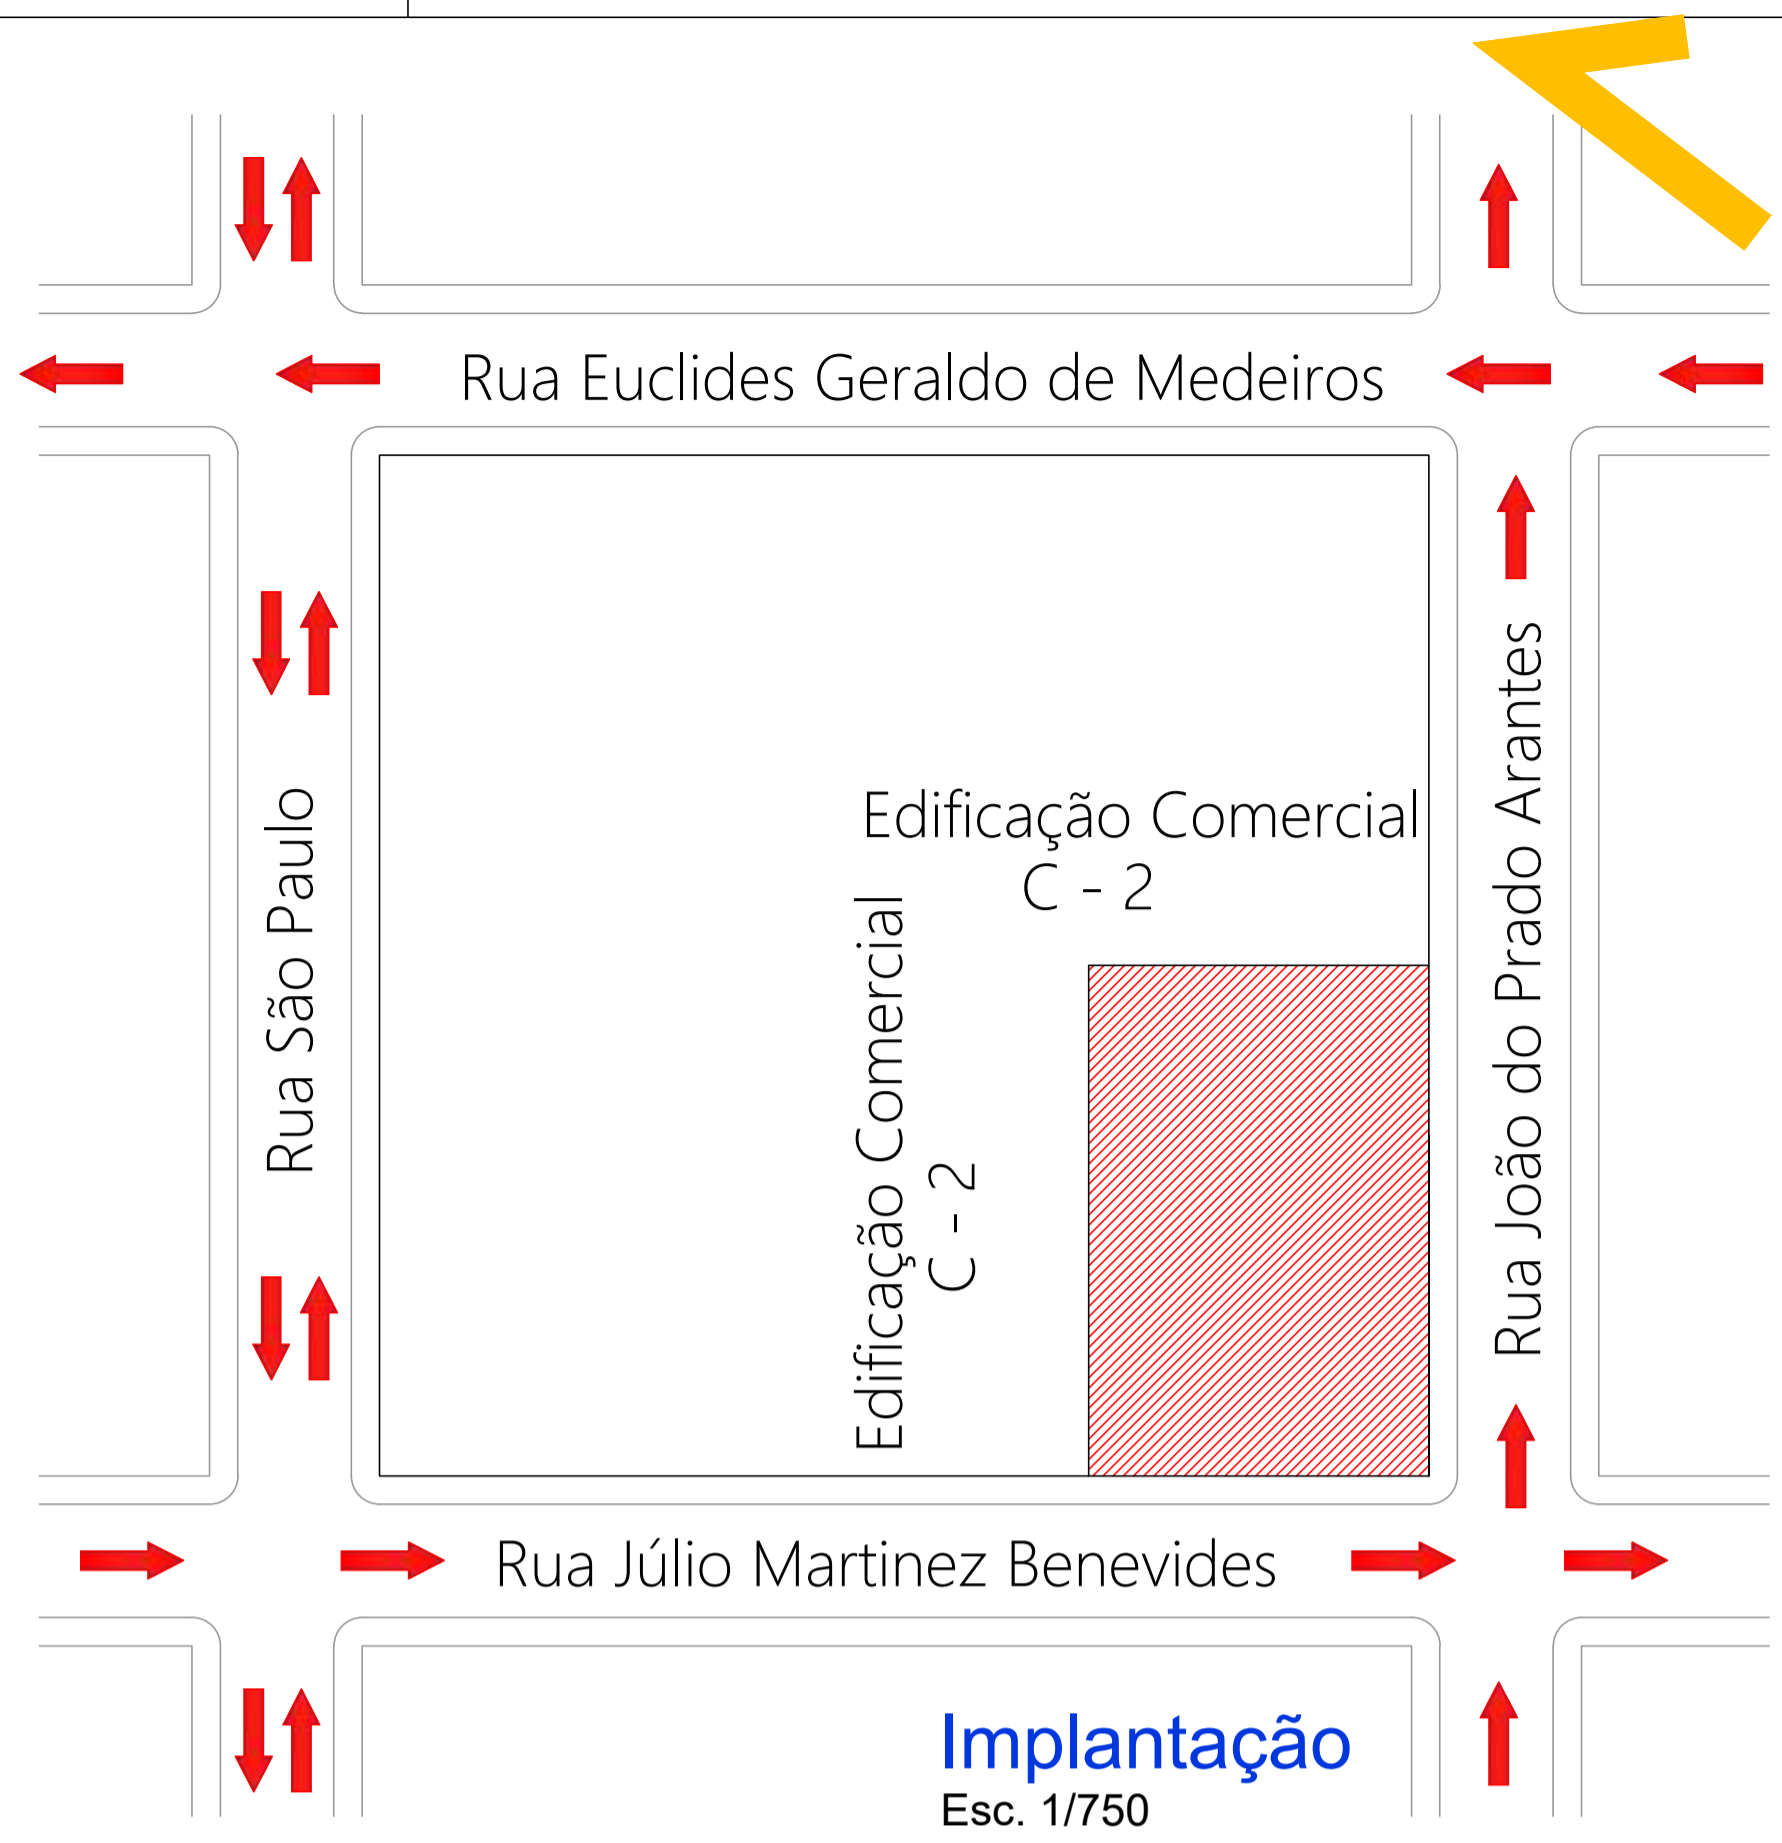 Rua Euclides Geraldo de Medeiros
Rua São Paulo
Edificação Comercial
C - 2
Edificação Comercial
C - 2
Rua João do Prado Arantes
Rua Júlio Martinez Benevides
Implantação
Esc. 1/750